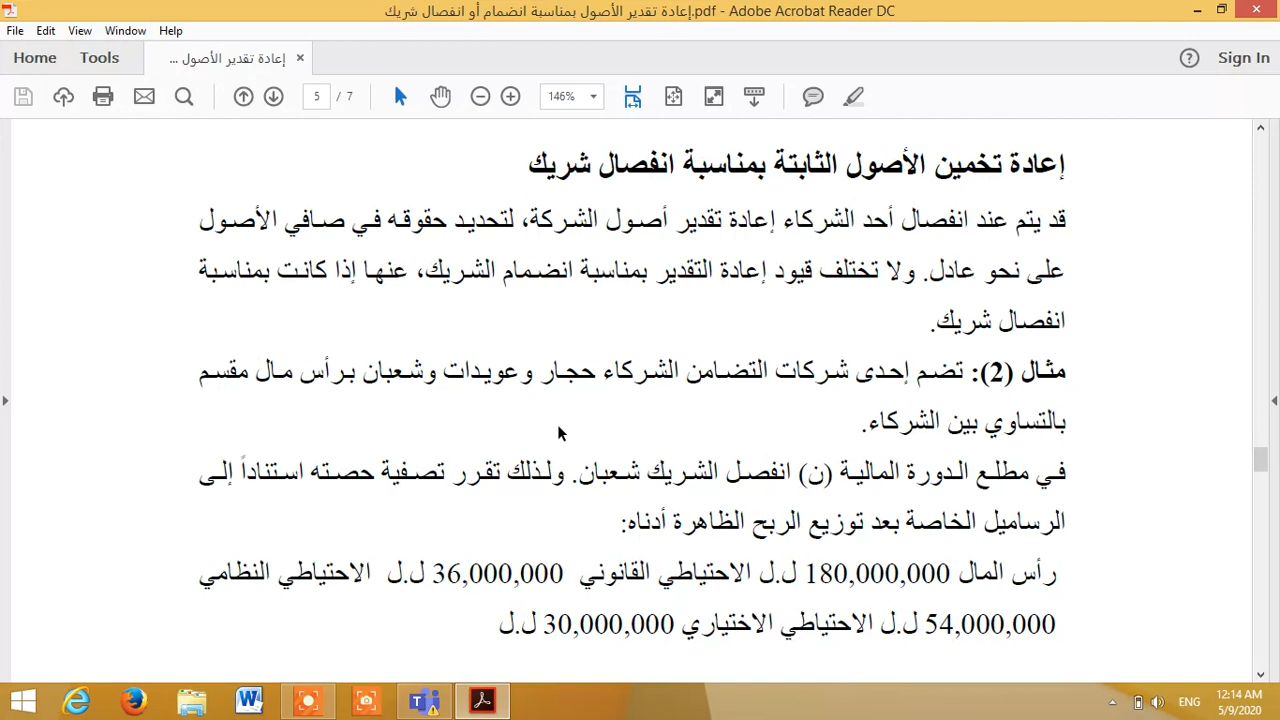 إعادة تقدير الأصول بمناسبة انضمام أو انفصال شريك.pdf - Adobe Acrobat Reader DC
File Edit View Window Help
Home Tools إعادة تقدير الأصول ... × ? Sign In
5 / 7 146%
إعادة تخمين الأصول الثابتة بمناسبة انفصال شريك
قد يتم عند انفصال أحد الشركاء إعادة تقدير أصول الشركة، لتحديد حقوقه في صافي الأصول
على نحو عادل. ولا تختلف قيود إعادة التقدير بمناسبة انضمام الشريك، عنها إذا كانت بمناسبة
انفصال شريك.
مثال (2): تضم إحدى شركات التضامن الشركاء حجار وعويدات وشعبان برأس مال مقسم
بالتساوي بين الشركاء.
في مطلع الدورة المالية (ن) انفصل الشريك شعبان. ولذلك تقرر تصفية حصته استناداً إلى
الرساميل الخاصة بعد توزيع الربح الظاهرة أدناه:
رأس المال 180,000,000 ل.ل الاحتياطي القانوني 36,000,000 ل.ل الاحتياطي النظامي
54,000,000 ل.ل الاحتياطي الاختياري 30,000,000 ل.ل
ENG 12:14 AM
5/9/2020